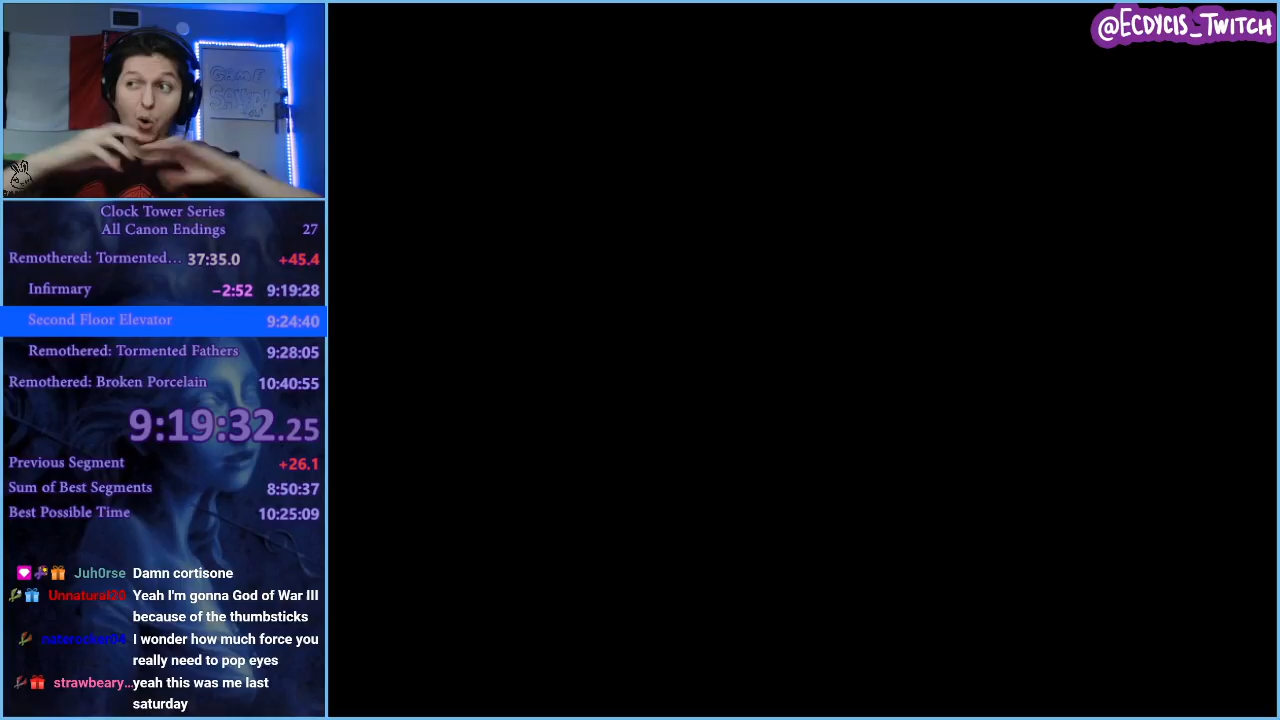 @Ecdycis_Twitch
GAME
Clock Tower Series
All Canon Endings 27
Remothered: Tormented... 37:35.0 +45.4
Infirmary −2:52 9:19:28
Second Floor Elevator 9:24:40
Remothered: Tormented Fathers 9:28:05
Remothered: Broken Porcelain 10:40:55
9:19:32.25
Previous Segment +26.1
Sum of Best Segments 8:50:37
Best Possible Time 10:25:09
Juh0rse Damn cortisone
Yeah I'm gonna God of War III
because of the thumbsticks
I wonder how much force you
really need to pop eyes
strawbeary... yeah this was me last
saturday